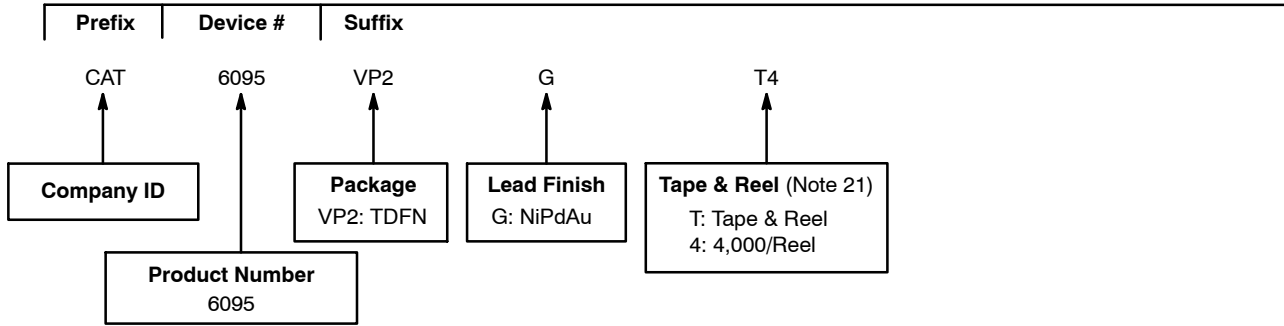 Prefix Device # Suffix
CAT 6095 VP2 G T4
Company ID
Package
VP2: TDFN
Lead Finish
G: NiPdAu
Tape & Reel (Note 21)
T: Tape & Reel
4: 4,000/Reel
Product Number
6095